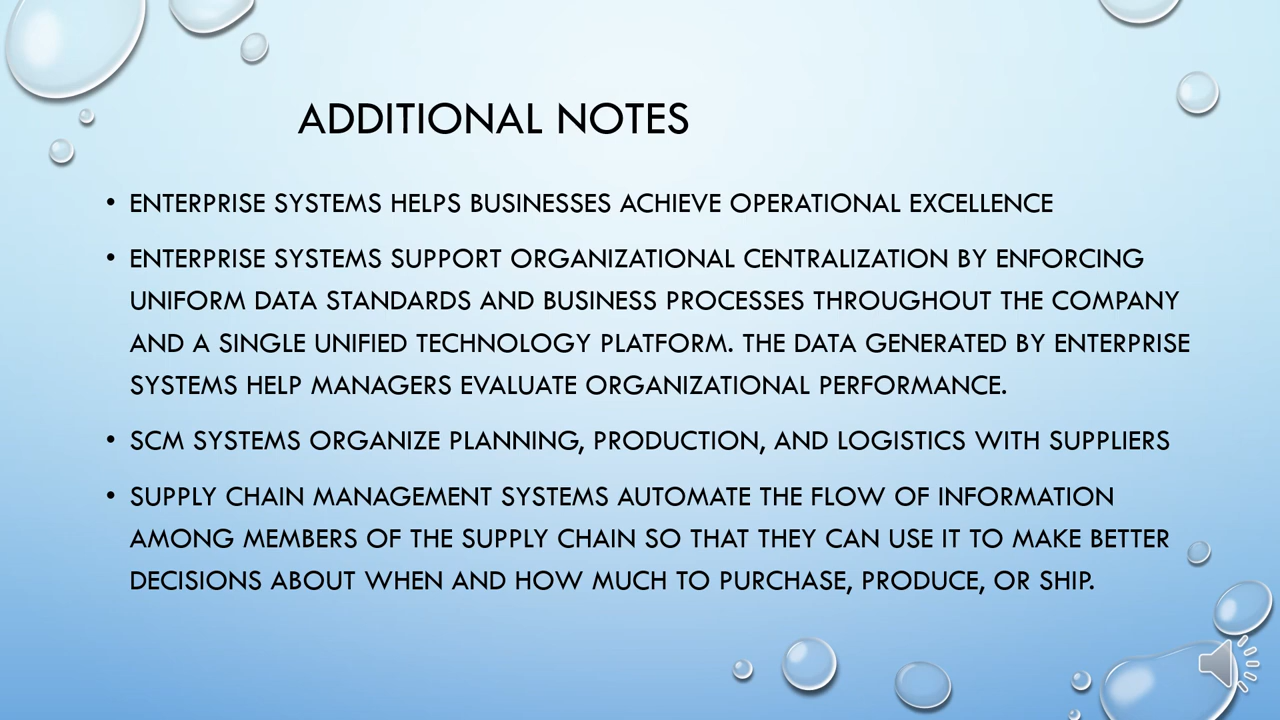 ADDITIONAL NOTES
• ENTERPRISE SYSTEMS HELPS BUSINESSES ACHIEVE OPERATIONAL EXCELLENCE
• ENTERPRISE SYSTEMS SUPPORT ORGANIZATIONAL CENTRALIZATION BY ENFORCING
UNIFORM DATA STANDARDS AND BUSINESS PROCESSES THROUGHOUT THE COMPANY
AND A SINGLE UNIFIED TECHNOLOGY PLATFORM. THE DATA GENERATED BY ENTERPRISE
SYSTEMS HELP MANAGERS EVALUATE ORGANIZATIONAL PERFORMANCE.
• SCM SYSTEMS ORGANIZE PLANNING, PRODUCTION, AND LOGISTICS WITH SUPPLIERS
• SUPPLY CHAIN MANAGEMENT SYSTEMS AUTOMATE THE FLOW OF INFORMATION
AMONG MEMBERS OF THE SUPPLY CHAIN SO THAT THEY CAN USE IT TO MAKE BETTER
DECISIONS ABOUT WHEN AND HOW MUCH TO PURCHASE, PRODUCE, OR SHIP.